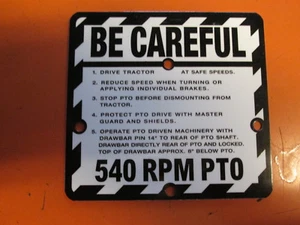 BE CAREFUL
1. DRIVE TRACTOR AT SAFE SPEEDS.
2. REDUCE SPEED WHEN TURNING OR
APPLYING INDIVIDUAL BRAKES.
3. STOP PTO BEFORE DISMOUNTING FROM
TRACTOR.
4. PROTECT PTO DRIVE WITH MASTER
GUARD AND SHIELDS.
5. OPERATE PTO DRIVEN MACHINERY WITH
DRAWBAR PIN 14" TO REAR OF PTO SHAFT.
DRAWBAR DIRECTLY REAR OF PTO AND LOCKED.
TOP OF DRAWBAR APPROX. 6" BELOW PTO.
540 RPM PTO